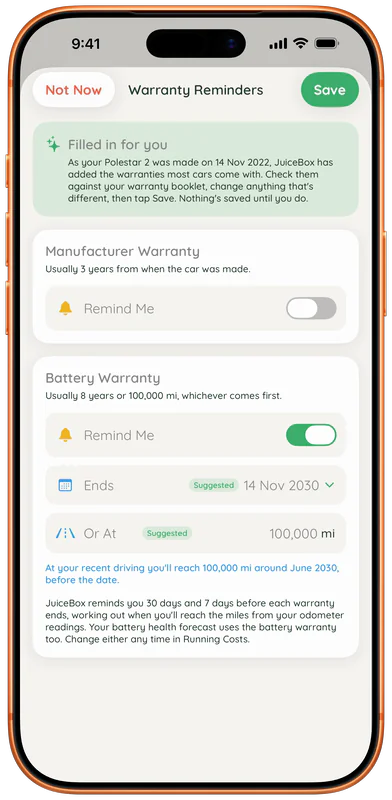 9:41
Not Now
Warranty Reminders
Save
Filled in for you
As your Polestar 2 was made on 14 Nov 2022, JuiceBox has
added the warranties most cars come with. Check them
against your warranty booklet, change anything that's
different, then tap Save. Nothing's saved until you do.
Manufacturer Warranty
Usually 3 years from when the car was made.
Remind Me
Battery Warranty
Usually 8 years or 100,000 mi, whichever comes first.
Remind Me
Ends
Suggested
14 Nov 2030
Or At
Suggested
100,000 mi
At your recent driving you'll reach 100,000 mi around June 2030,
before the date.
JuiceBox reminds you 30 days and 7 days before each warranty
ends, working out when you'll reach the miles from your odometer
readings. Your battery health forecast uses the battery warranty
too. Change either any time in Running Costs.